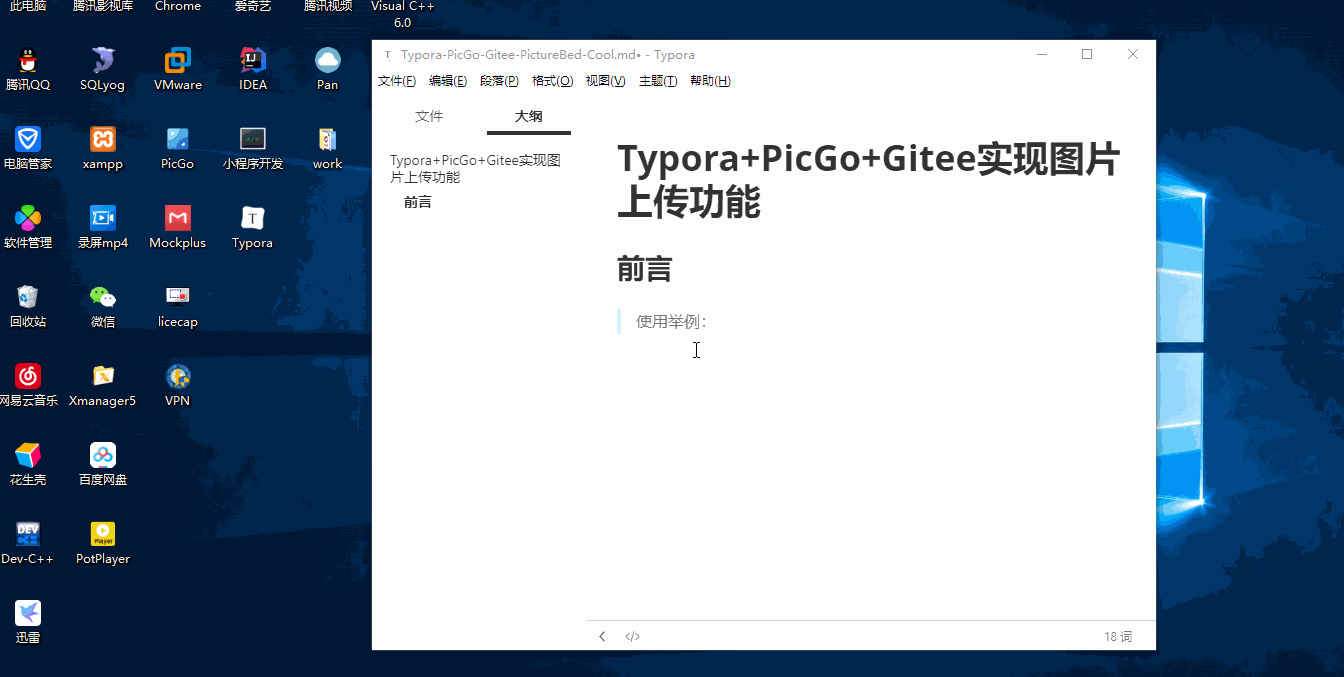 此电脑
腾讯影视库
Chrome
爱奇艺
腾讯视频
Visual C++
6.0
腾讯QQ
SQLyog
VMware
IDEA
Pan
电脑管家
xampp
PicGo
小程序开发
work
软件管理
录屏mp4
Mockplus
Typora
回收站
微信
licecap
网易云音乐
Xmanager5
VPN
花生壳
百度网盘
DEV
C++
Dev-C++
Player
PotPlayer
迅雷
T Typora-PicGo-Gitee-PictureBed-Cool.md• - Typora
文件(F) 编辑(E) 段落(P) 格式(O) 视图(V) 主题(T) 帮助(H)
文件 大纲
Typora+PicGo+Gitee实现图
片上传功能
前言
Typora+PicGo+Gitee实现图片
上传功能
前言
使用举例：
</> 18 词